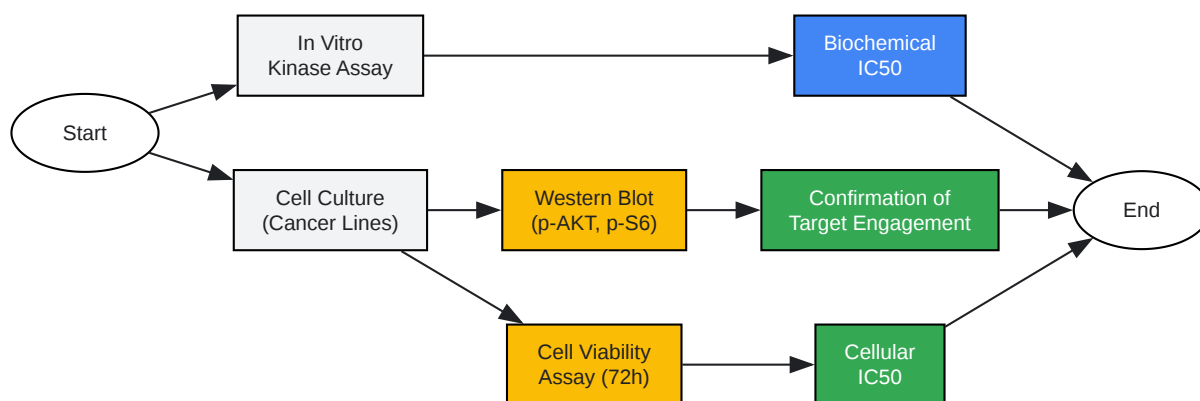 Start
In Vitro
Kinase Assay
Biochemical
IC50
Cell Culture
(Cancer Lines)
Western Blot
(p-AKT, p-S6)
Confirmation of
Target Engagement
End
Cell Viability
Assay (72h)
Cellular
IC50